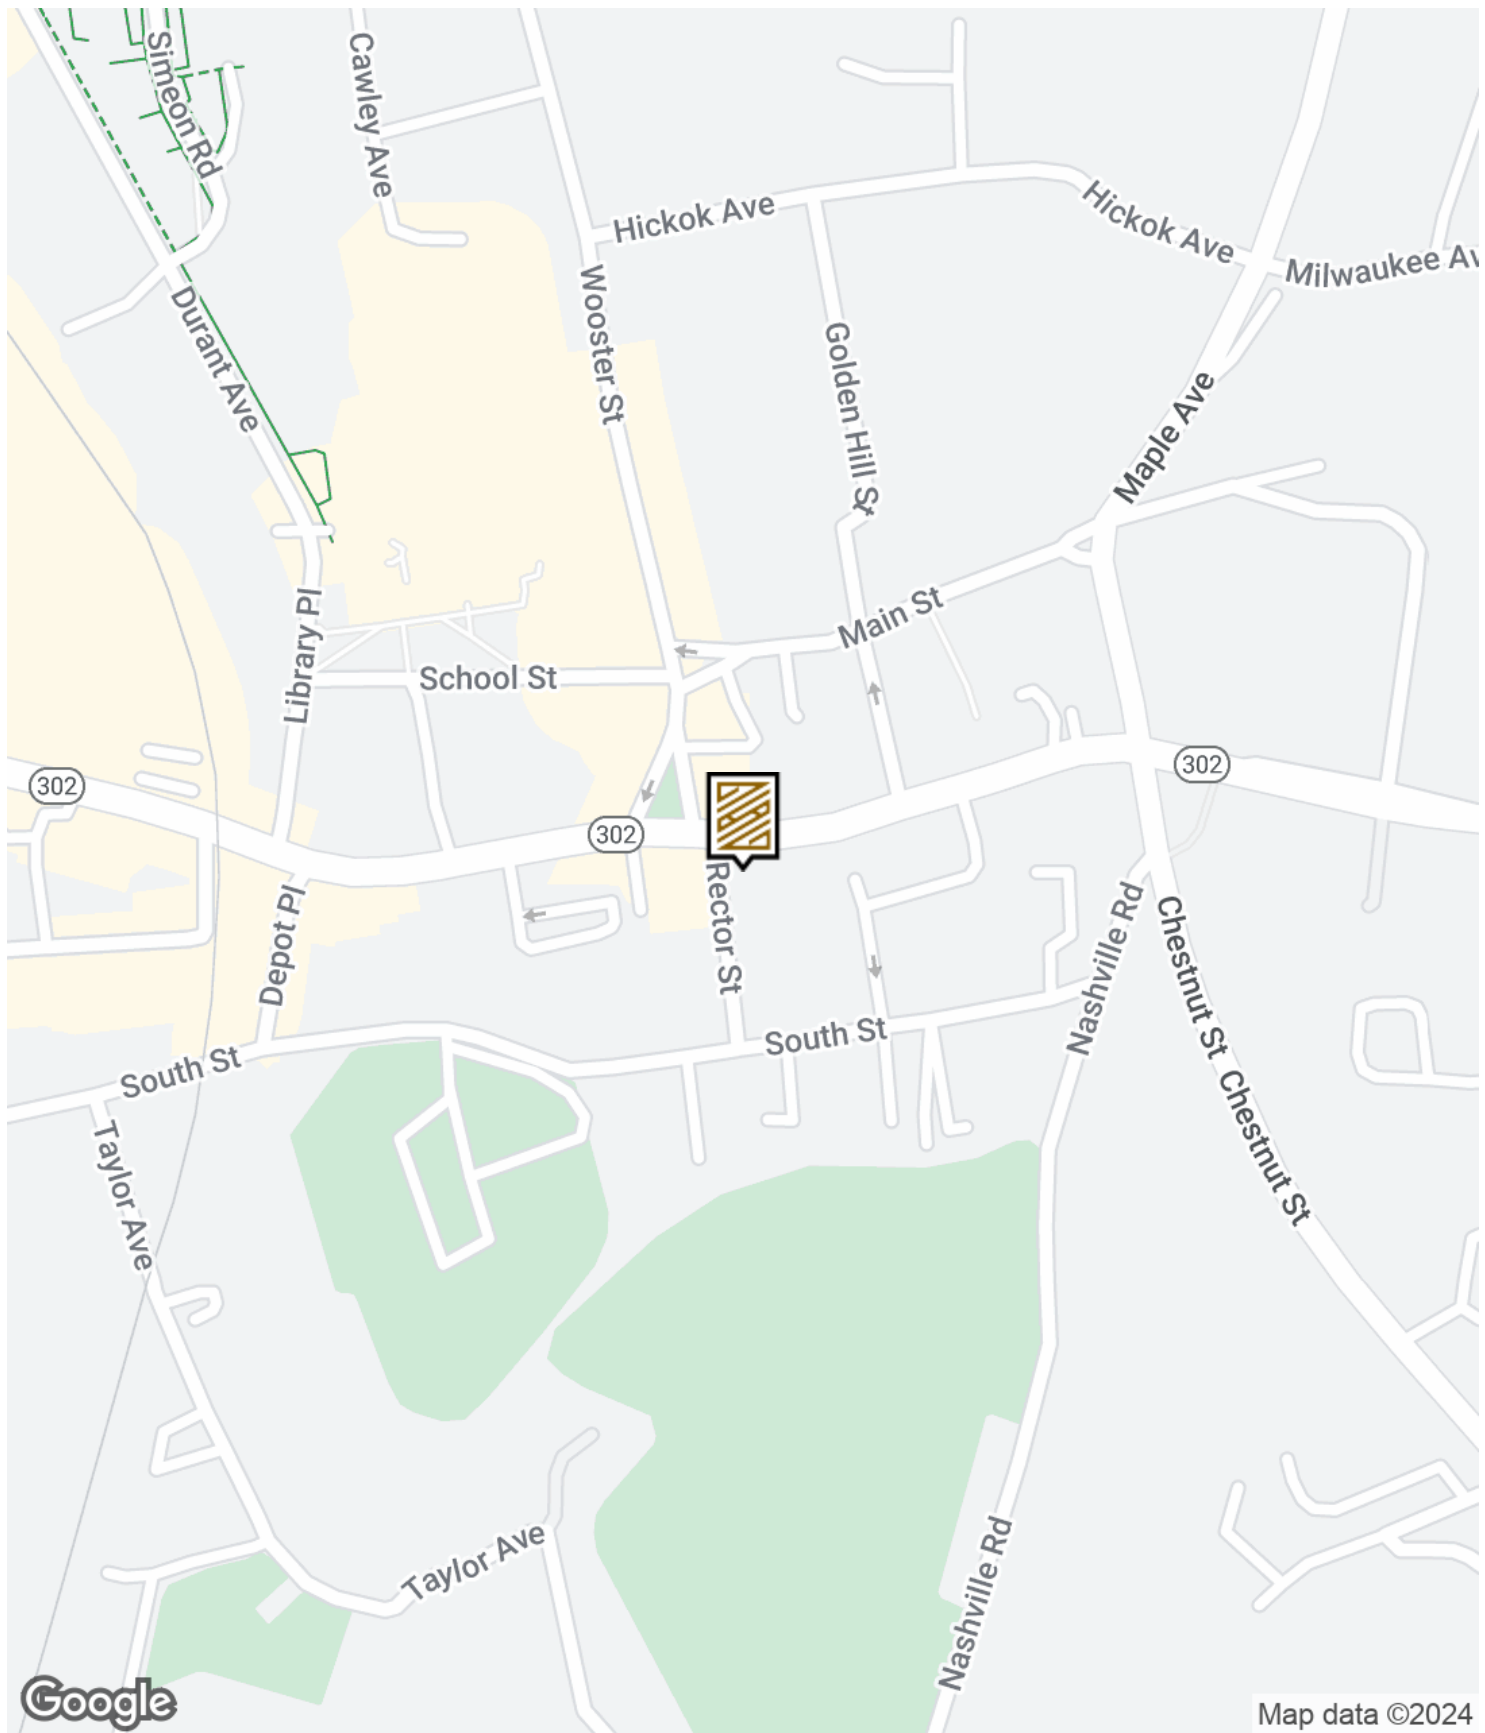 Simeon Rd
Cawley Ave
Hickok Ave
Hickok Ave
Milwaukee Av
Durant Ave
Wooster St
Golden Hill St
Maple Ave
Main St
Library Pl
School St
302
302
302
Rector St
Depot Pl
Nashville Rd
Chestnut St
South St
South St
Chestnut St
Taylor Ave
Taylor Ave
Nashville Rd
Google
Map data ©2024